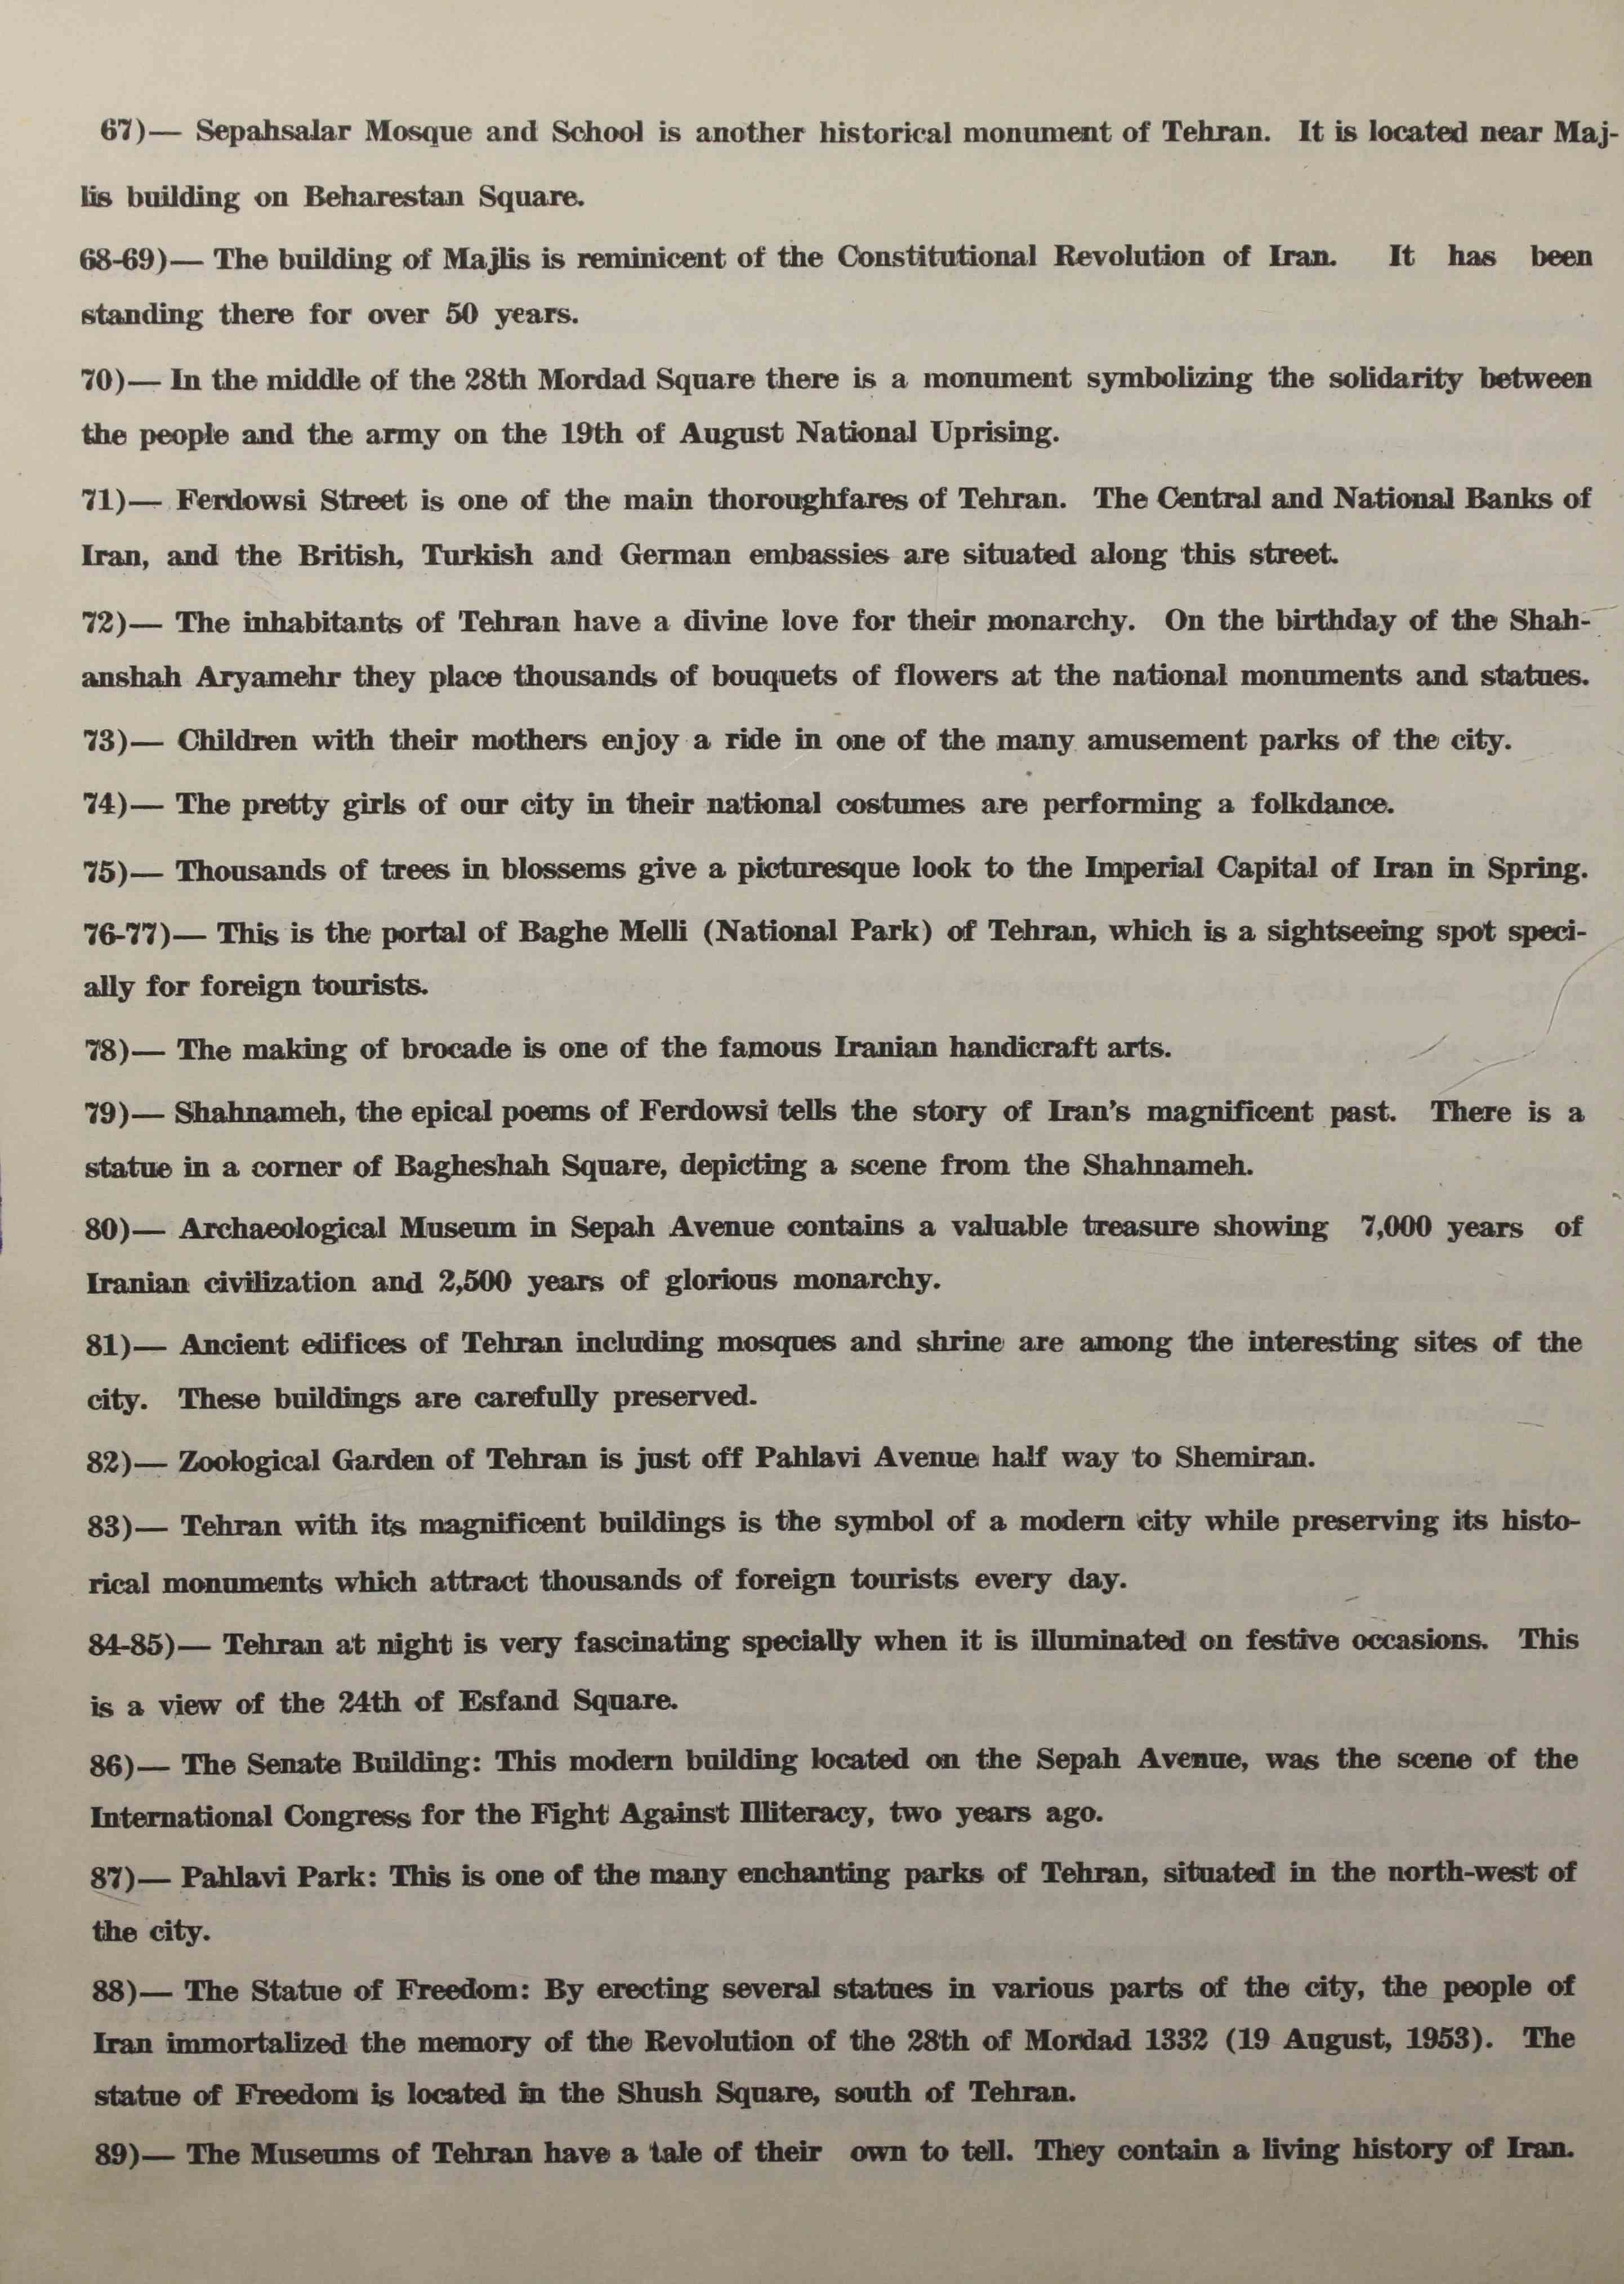 67)— Sepahsalar Mosque and School is another historical monument of Tehran. It is located near Maj-
lis building on Beharestan Square.
68-69)— The building of Majlis is reminicent of the Constitutional Revolution of Iran. It has been
standing there for over 50 years.
70)— In the middle of the 28th Mordad Square there is a monument symbolizing the solidarity between
the people and the army on the 19th of August National Uprising.
71)— Ferdowsi Street is one of the main thoroughfares of Tehran. The Central and National Banks of
Iran, and the British, Turkish and German embassies are situated along this street.
72)— The inhabitants of Tehran have a divine love for their monarchy. On the birthday of the Shah-
anshah Aryamehr they place thousands of bouquets of flowers at the national monuments and statues.
73)— Children with their mothers enjoy a ride in one of the many amusement parks of the city.
74)— The pretty girls of our city in their national costumes are performing a folkdance.
75)— Thousands of trees in blossems give a picturesque look to the Imperial Capital of Iran in Spring.
76-77)— This is the portal of Baghe Melli (National Park) of Tehran, which is a sightseeing spot speci-
ally for foreign tourists.
78)— The making of brocade is one of the famous Iranian handicraft arts.
79)— Shahnameh, the epical poems of Ferdowsi tells the story of Iran's magnificent past. There is a
statue in a corner of Bagheshah Square, depicting a scene from the Shahnameh.
80)— Archaeological Museum in Sepah Avenue contains a valuable treasure showing 7,000 years of
Iranian civilization and 2,500 years of glorious monarchy.
81)— Ancient edifices of Tehran including mosques and shrine are among the interesting sites of the
city. These buildings are carefully preserved.
82)— Zoological Garden of Tehran is just off Pahlavi Avenue half way to Shemiran.
83)— Tehran with its magnificent buildings is the symbol of a modern city while preserving its histo-
rical monuments which attract thousands of foreign tourists every day.
84-85)— Tehran at night is very fascinating specially when it is illuminated on festive occasions. This
is a view of the 24th of Esfand Square.
86)— The Senate Building: This modern building located on the Sepah Avenue, was the scene of the
International Congress for the Fight Against Illiteracy, two years ago.
87)— Pahlavi Park: This is one of the many enchanting parks of Tehran, situated in the north-west of
the city.
88)— The Statue of Freedom: By erecting several statues in various parts of the city, the people of
Iran immortalized the memory of the Revolution of the 28th of Mordad 1332 (19 August, 1953). The
statue of Freedom is located in the Shush Square, south of Tehran.
89)— The Museums of Tehran have a tale of their own to tell. They contain a living history of Iran.